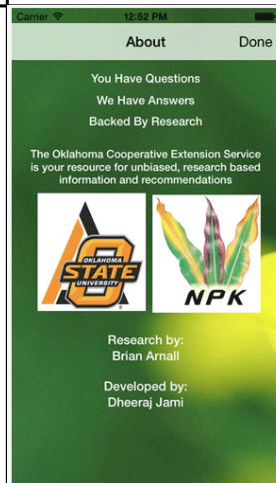 Carrier 12:52 PM
About Done
You Have Questions
We Have Answers
Backed By Research
The Oklahoma Cooperative Extension Service
is your resource for unbiased, research based
information and recommendations
OKLAHOMA
STATE
UNIVERSITY
NPK
Research by:
Brian Arnall
Developed by:
Dheeraj Jami